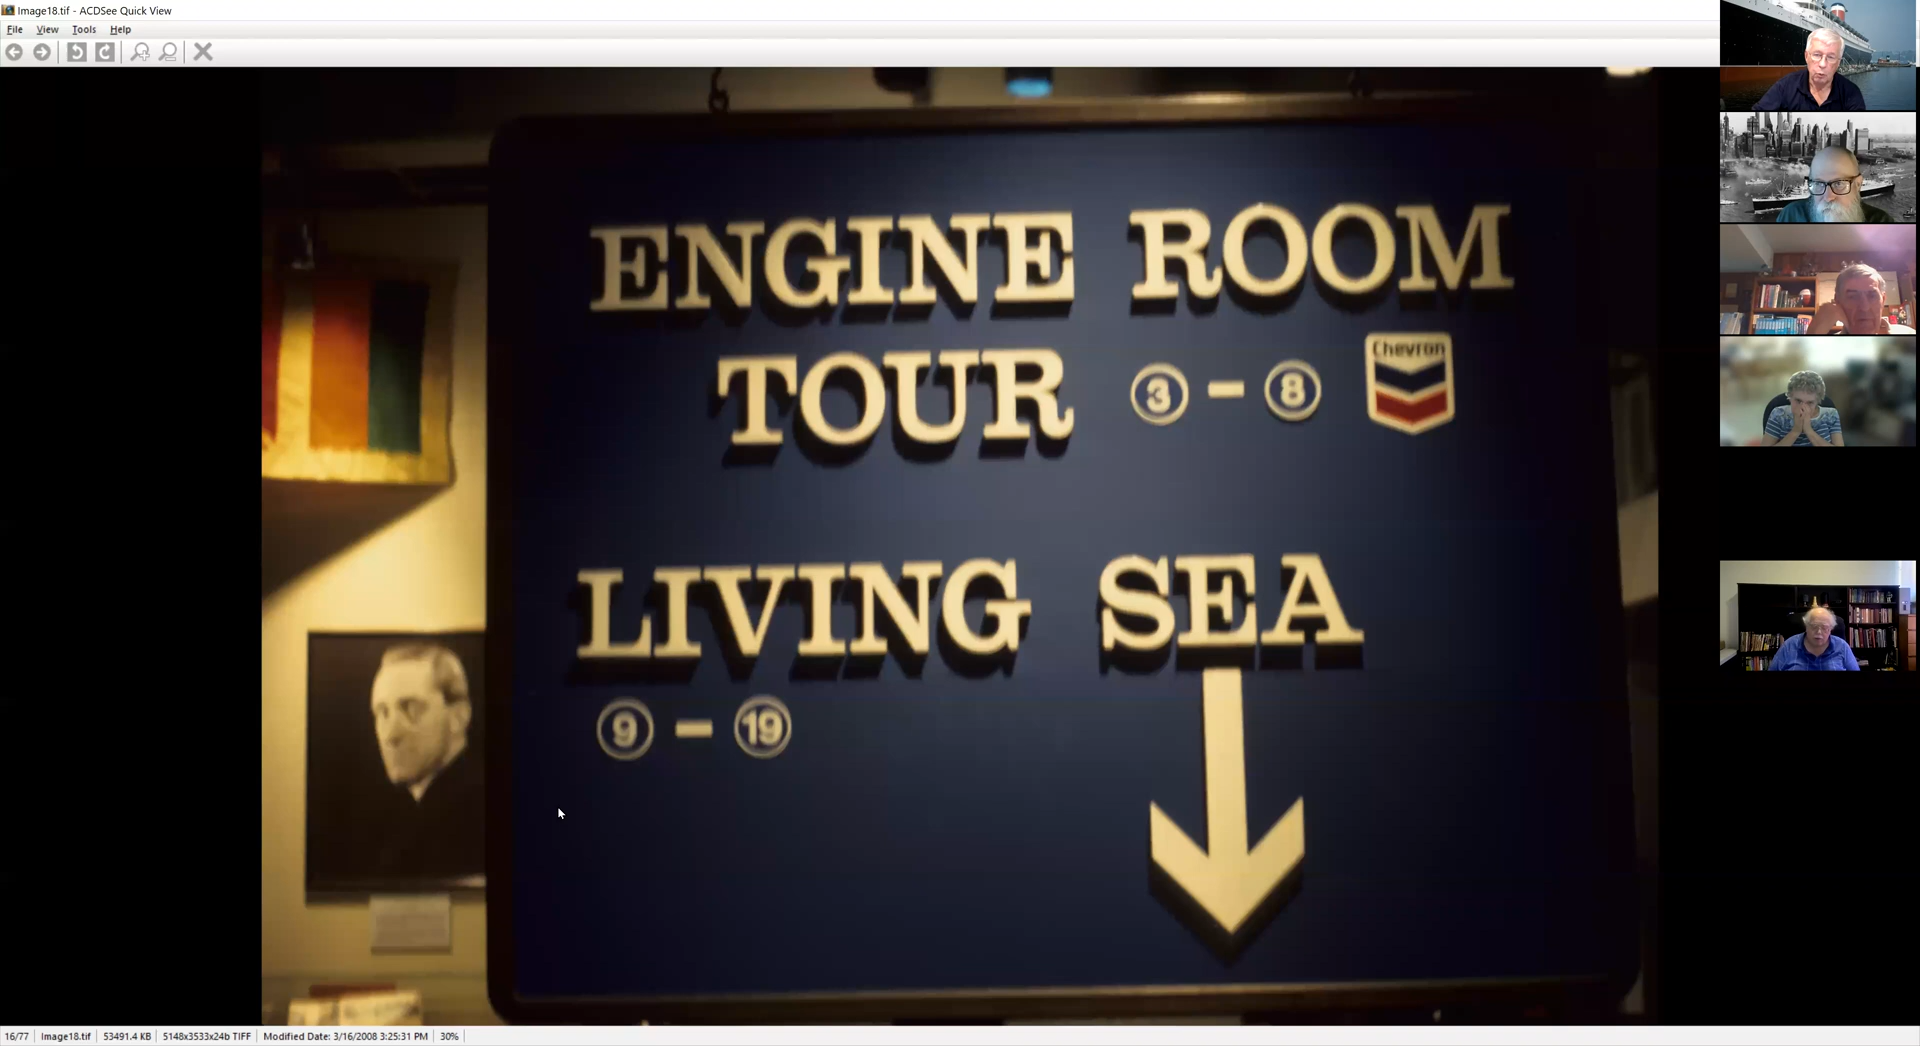 Image18.tif - ACDSee Quick View
File View Tools Help
ENGINE ROOM
TOUR 3 - 8 Chevron
LIVING SEA
9 - 19
16/77 Image18.tif 53491.4 KB 5148x3533x24b TIFF Modified Date: 3/16/2008 3:25:31 PM 30%